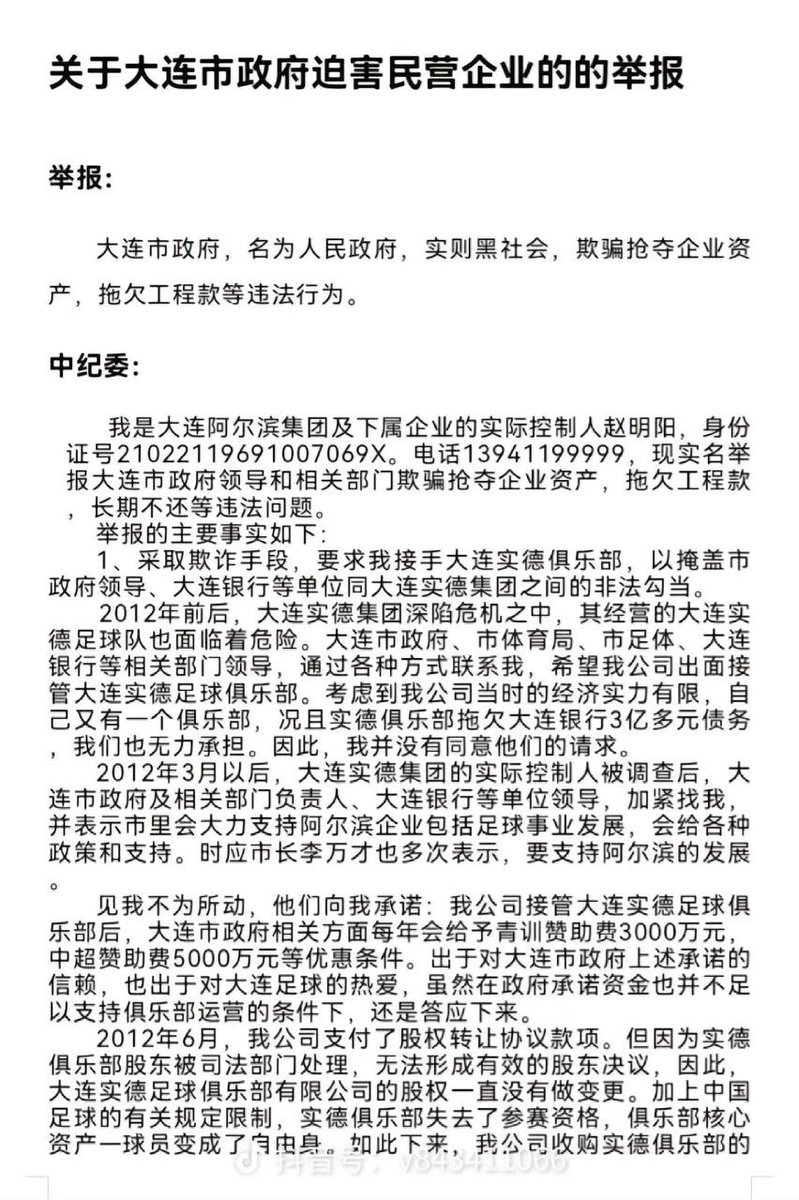 关于大连市政府迫害民营企业的的举报
举报：
大连市政府，名为人民政府，实则黑社会，欺骗抢夺企业资
产，拖欠工程款等违法行为。
中纪委：
我是大连阿尔滨集团及下属企业的实际控制人赵明阳，身份
证号21022119691007069X。电话13941199999，现实名举
报大连市政府领导和相关部门欺骗抢夺企业资产，拖欠工程款
，长期不还等违法问题。
举报的主要事实如下：
1、采取欺诈手段，要求我接手大连实德俱乐部，以掩盖市
政府领导、大连银行等单位同大连实德集团之间的非法勾当。
2012年前后，大连实德集团深陷危机之中，其经营的大连实
德足球队也面临着危险。大连市政府、市体育局、市足体、大连
银行等相关部门领导，通过各种方式联系我，希望我公司出面接
管大连实德足球俱乐部。考虑到我公司当时的经济实力有限，自
己又有一个俱乐部，况且实德俱乐部拖欠大连银行3亿多元债务
，我们也无力承担。因此，我并没有同意他们的请求。
2012年3月以后，大连实德集团的实际控制人被调查后，大
连市政府及相关部门负责人、大连银行等单位领导，加紧找我，
并表示市里会大力支持阿尔滨企业包括足球事业发展，会给各种
政策和支持。时应市长李万才也多次表示，要支持阿尔滨的发展
。
见我不为所动，他们向我承诺：我公司接管大连实德足球俱
乐部后，大连市政府相关方面每年会给予青训赞助费3000万元，
中超赞助费5000万元等优惠条件。出于对大连市政府上述承诺的
信赖，也出于对大连足球的热爱，虽然在政府承诺资金也并不足
以支持俱乐部运营的条件下，还是答应下来。
2012年6月，我公司支付了股权转让协议款项。但因为实德
俱乐部股东被司法部门处理，无法形成有效的股东决议，因此，
大连实德足球俱乐部有限公司的股权一直没有做变更。加上中国
足球的有关规定限制，实德俱乐部失去了参赛资格，俱乐部核心
资产一球员变成了自由身。如此下来，我公司收购实德俱乐部的
抖音号：v843411066